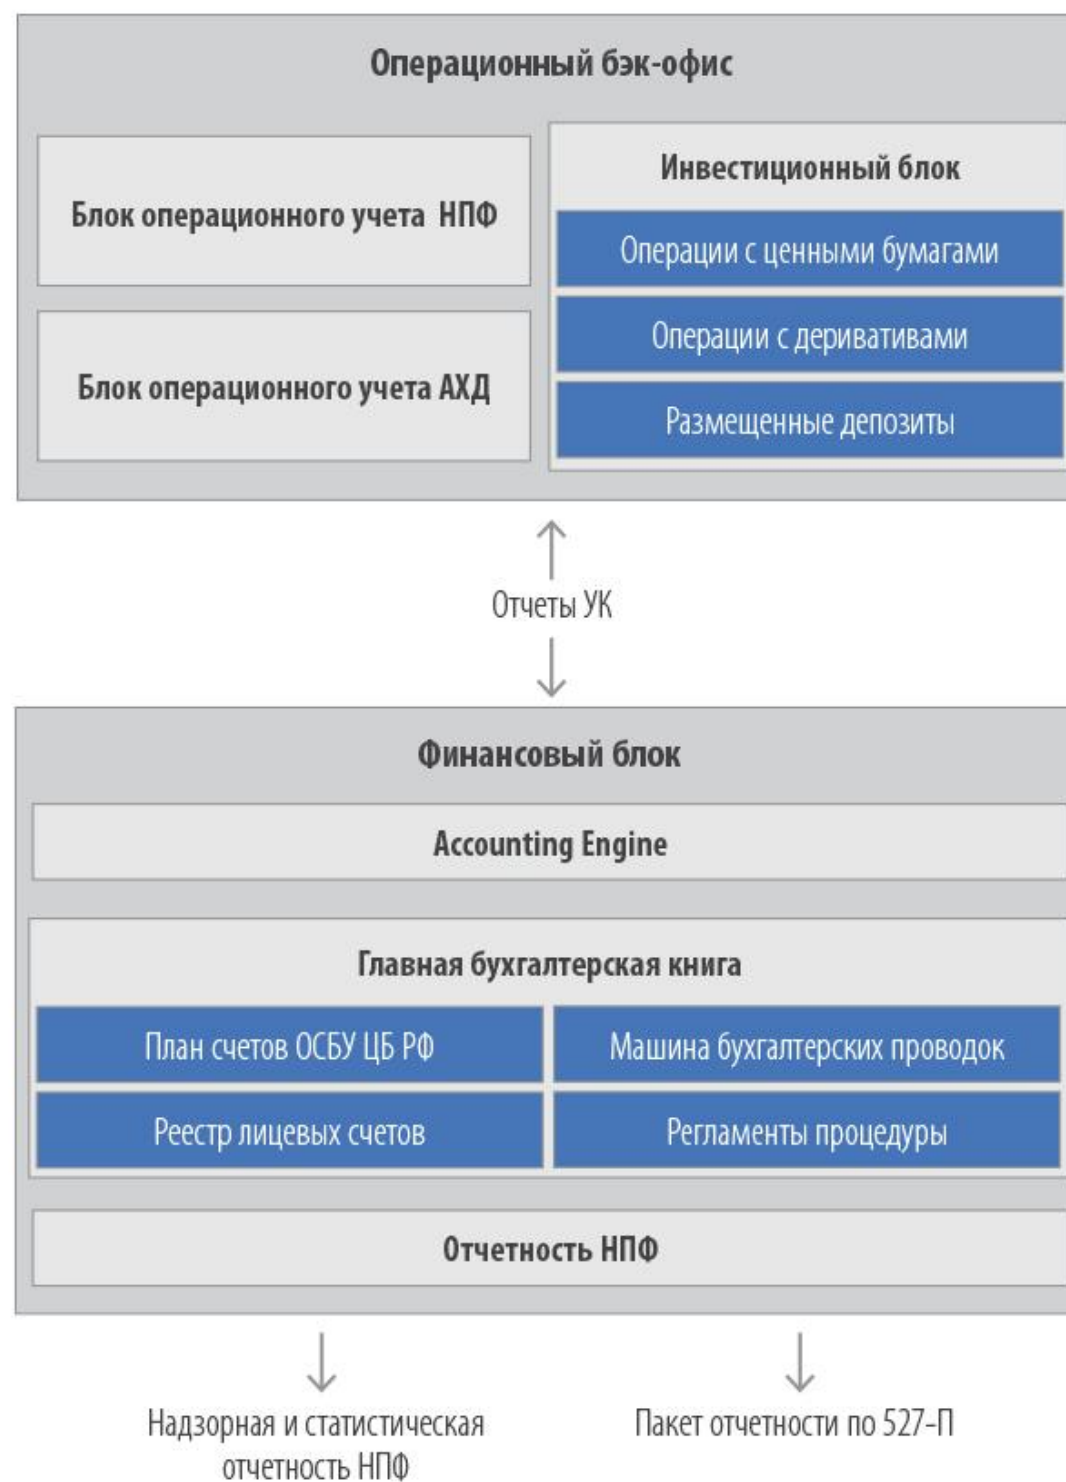 Операционный бэк-офис
Блок операционного учета НПФ
Блок операционного учета АХД
Инвестиционный блок
Операции с ценными бумагами
Операции с деривативами
Размещенные депозиты
Отчеты УК
Финансовый блок
Accounting Engine
Главная бухгалтерская книга
План счетов ОСБУ ЦБ РФ
Машина бухгалтерских проводок
Реестр лицевых счетов
Регламенты процедуры
Отчетность НПФ
Надзорная и статистическая
отчетность НПФ
Пакет отчетности по 527-П